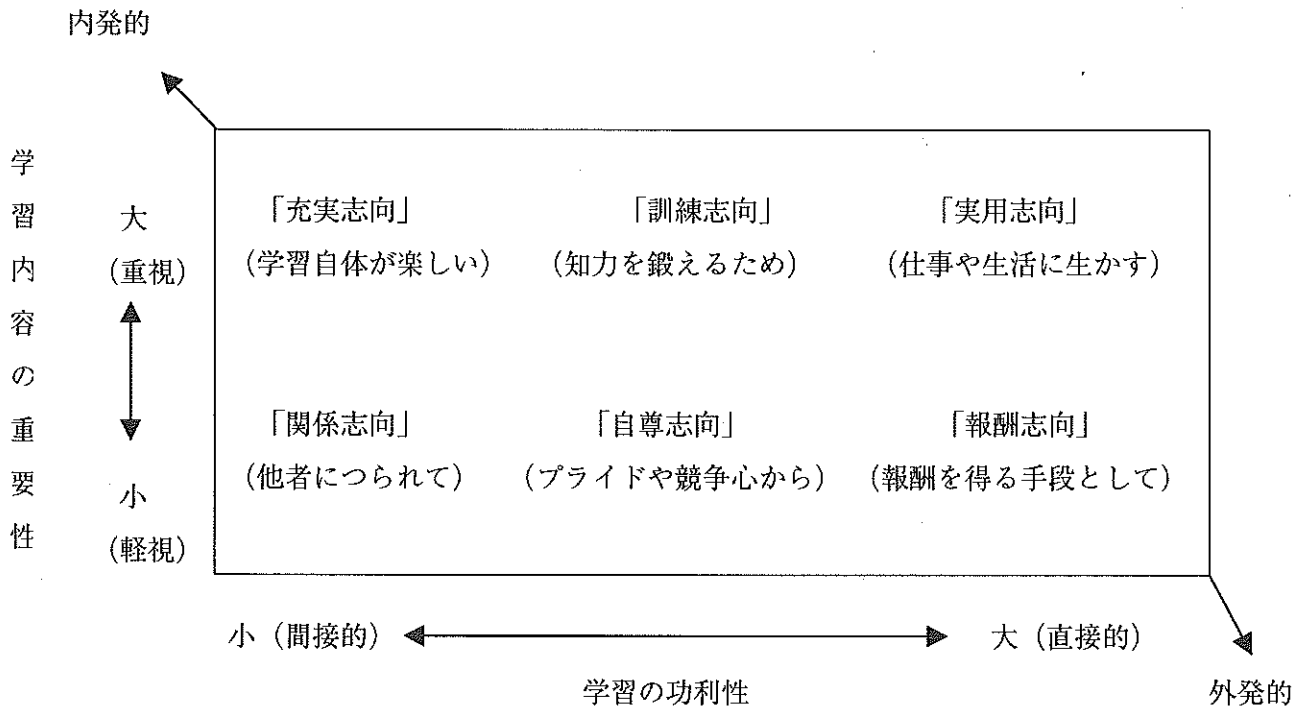 内発的
学習内容の重要性
大
（重視）
小
（軽視）
「充実志向」 「訓練志向」 「実用志向」
（学習自体が楽しい） （知力を鍛えるため） （仕事や生活に生かす）
「関係志向」 「自尊志向」 「報酬志向」
（他者につられて） （プライドや競争心から） （報酬を得る手段として）
小（間接的） 大（直接的）
学習の功利性 外発的